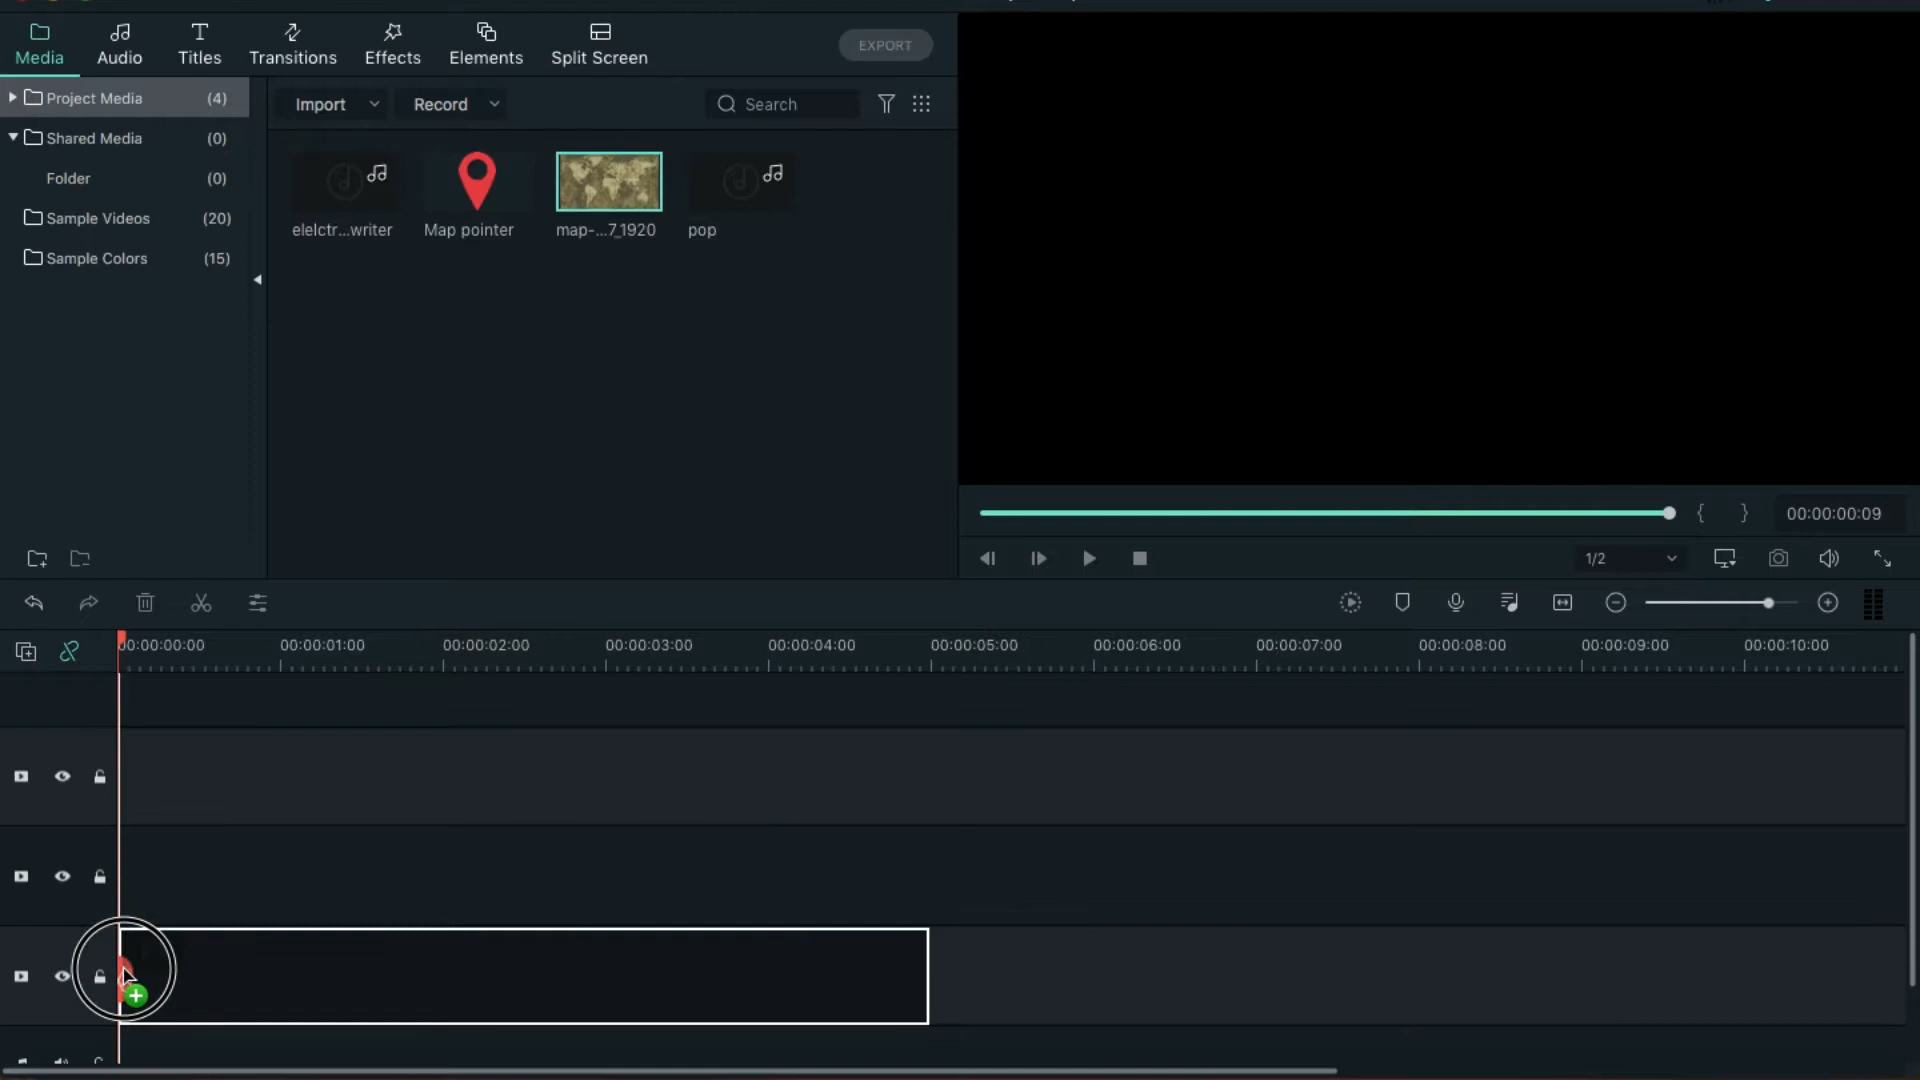 Media
Audio
Titles
Transitions
Effects
Elements
Split Screen
EXPORT
Project Media (4)
Shared Media (0)
Folder (0)
Sample Videos (20)
Sample Colors (15)
Import
Record
Search
elelctr...writer
Map pointer
map-...7_1920
pop
{ } 00:00:00:09
1/2
00:00:00:00 00:00:01:00 00:00:02:00 00:00:03:00 00:00:04:00 00:00:05:00 00:00:06:00 00:00:07:00 00:00:08:00 00:00:09:00 00:00:10:00